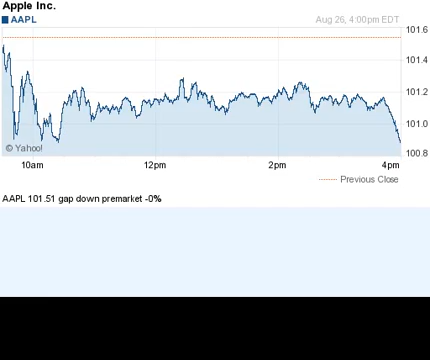 Apple Inc.
AAPL Aug 26, 4:00pm EDT
101.6
101.4
101.2
101.0
100.8
© Yahoo!
10am 12pm 2pm 4pm
Previous Close
AAPL 101.51 gap down premarket -0%